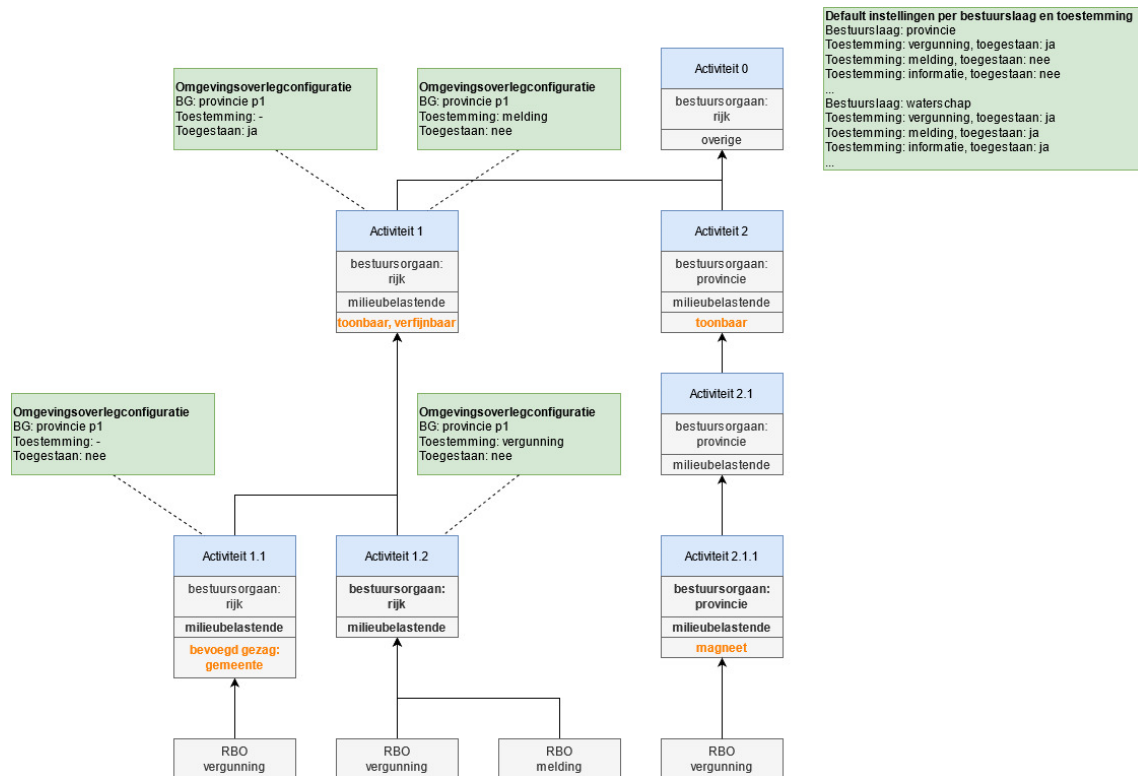 Default instellingen per bestuurslaag en toestemming
Bestuurslaag: provincie
Toestemming: vergunning, toegestaan: ja
Toestemming: melding, toegestaan: nee
Toestemming: informatie, toegestaan: nee
...
Bestuurslaag: waterschap
Toestemming: vergunning, toegestaan: ja
Toestemming: melding, toegestaan: ja
Toestemming: informatie, toegestaan: ja
...
Activiteit 0
bestuursorgaan:
rijk
overige
Omgevingsoverlegconfiguratie
BG: provincie p1
Toestemming: -
Toegestaan: ja
Omgevingsoverlegconfiguratie
BG: provincie p1
Toestemming: melding
Toegestaan: nee
Activiteit 1
bestuursorgaan:
rijk
milieubelastende
toonbaar, verfijnbaar
Activiteit 2
bestuursorgaan:
provincie
milieubelastende
toonbaar
Omgevingsoverlegconfiguratie
BG: provincie p1
Toestemming: -
Toegestaan: nee
Omgevingsoverlegconfiguratie
BG: provincie p1
Toestemming: vergunning
Toegestaan: nee
Activiteit 2.1
bestuursorgaan:
provincie
milieubelastende
Activiteit 1.1
bestuursorgaan:
rijk
milieubelastende
bevoegd gezag:
gemeente
Activiteit 1.2
bestuursorgaan:
rijk
milieubelastende
Activiteit 2.1.1
bestuursorgaan:
provincie
milieubelastende
magneet
RBO
vergunning
RBO
vergunning
RBO
melding
RBO
vergunning